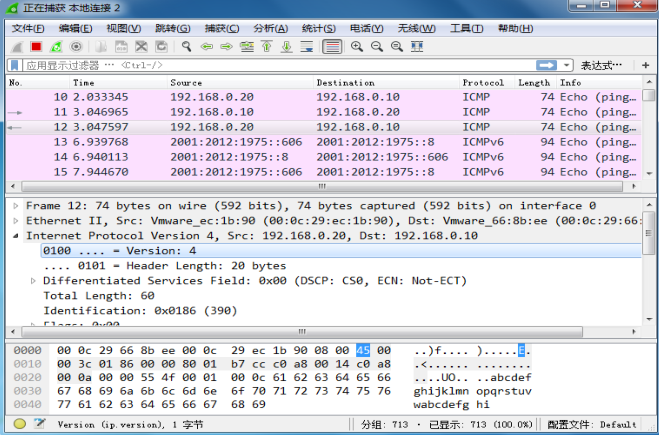 正在捕获 本地连接 2
文件(F) 编辑(E) 视图(V) 跳转(G) 捕获(C) 分析(A) 统计(S) 电话(Y) 无线(W) 工具(T) 帮助(H)
应用显示过滤器 … <Ctrl-/> 表达式… +
No. Time Source Destination Protocol Length Info
10 2.033345 192.168.0.20 192.168.0.10 ICMP 74 Echo (ping…
11 3.046965 192.168.0.10 192.168.0.20 ICMP 74 Echo (ping…
12 3.047597 192.168.0.20 192.168.0.10 ICMP 74 Echo (ping…
13 6.939768 2001:2012:1975::606 2001:2012:1975::8 ICMPv6 94 Echo (ping…
14 6.940113 2001:2012:1975::8 2001:2012:1975::606 ICMPv6 94 Echo (ping…
15 7.944670 2001:2012:1975::606 2001:2012:1975::8 ICMPv6 94 Echo (ping…
Frame 12: 74 bytes on wire (592 bits), 74 bytes captured (592 bits) on interface 0
Ethernet II, Src: Vmware_ec:1b:90 (00:0c:29:ec:1b:90), Dst: Vmware_66:8b:ee (00:0c:29:66:
Internet Protocol Version 4, Src: 192.168.0.20, Dst: 192.168.0.10
0100 .... = Version: 4
.... 0101 = Header Length: 20 bytes
Differentiated Services Field: 0x00 (DSCP: CS0, ECN: Not-ECT)
Total Length: 60
Identification: 0x0186 (390)
Flags: 0x00
0000 00 0c 29 66 8b ee 00 0c 29 ec 1b 90 08 00 45 00 ..)f.... ).....E.
0010 00 3c 01 86 00 00 80 01 b7 cc c0 a8 00 14 c0 a8 .<...... ........
0020 00 0a 00 00 55 4f 00 01 00 0c 61 62 63 64 65 66 ....UO.. ..abcdef
0030 67 68 69 6a 6b 6c 6d 6e 6f 70 71 72 73 74 75 76 ghijklmn opqrstuv
0040 77 61 62 63 64 65 66 67 68 69 wabcdefg hi
Version (ip.version), 1 字节 分组: 713 · 已显示: 713 (100.0%) 配置文件: Default